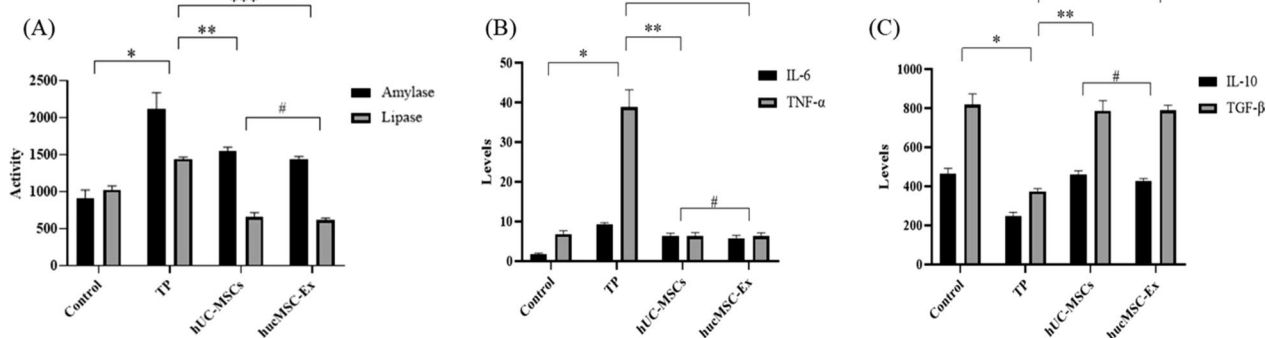 (A)
*
**
#
Activity
2500
2000
1500
1000
500
0
Control
TP
hUC-MSCs
hucMSC-Ex
Amylase
Lipase
(B)
*
**
#
Levels
50
40
30
20
10
0
Control
TP
hUC-MSCs
hucMSC-Ex
IL-6
TNF-α
(C)
*
**
#
Levels
1000
800
600
400
200
0
Control
TP
hUC-MSCs
hucMSC-Ex
IL-10
TGF-β